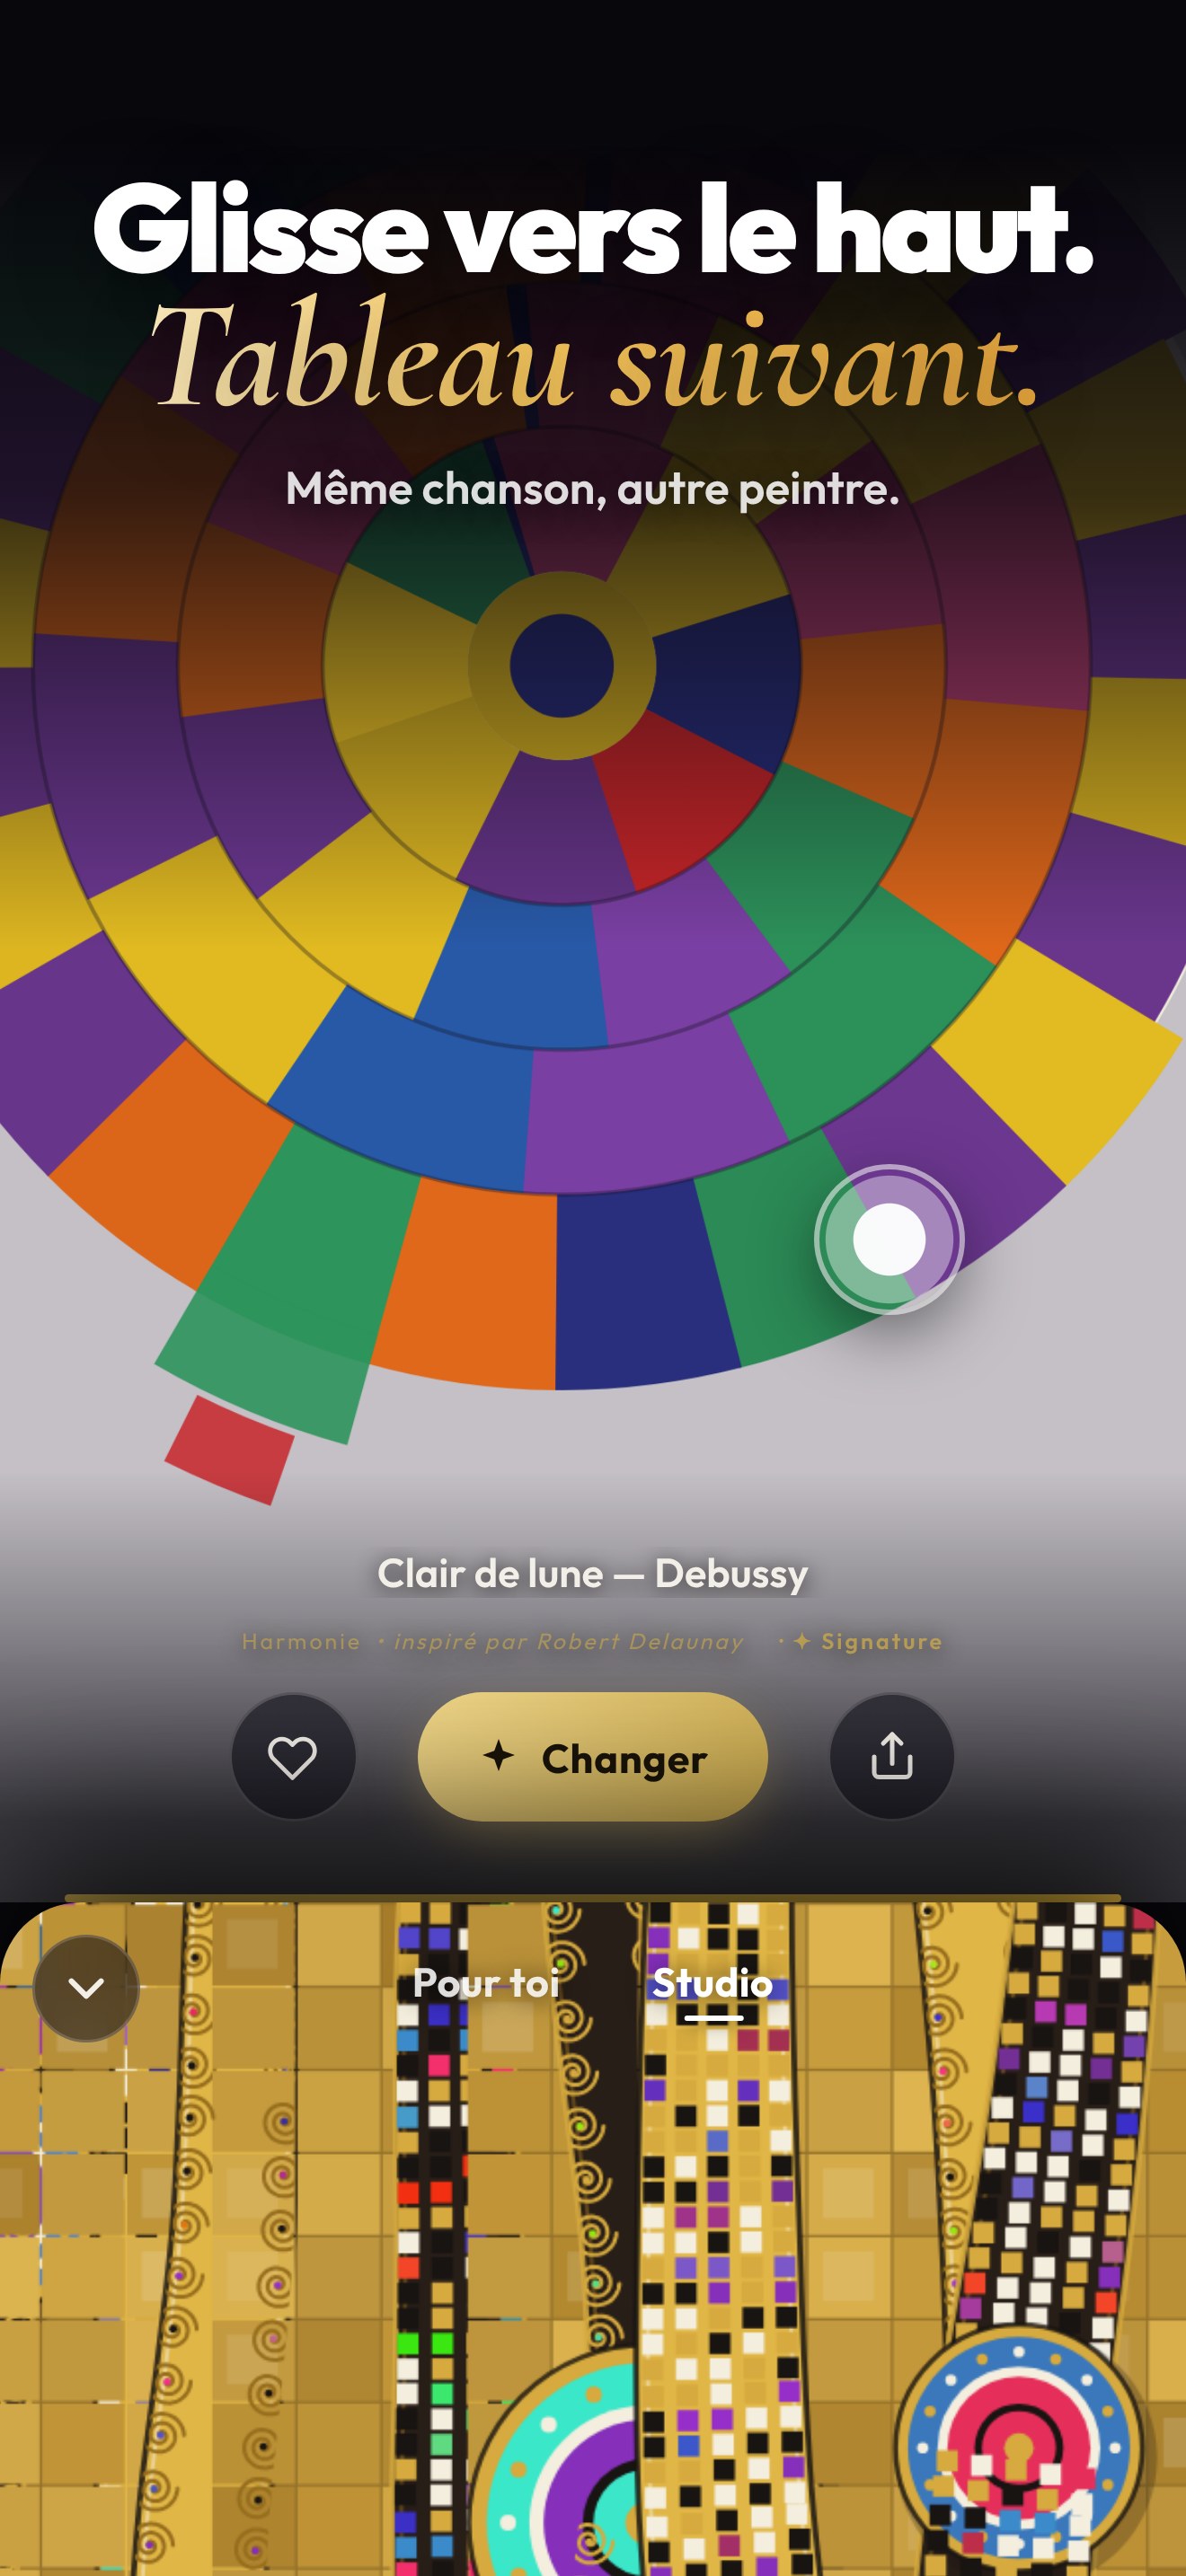 Glisse vers le haut.
Tableau suivant.
Même chanson, autre peintre.
Clair de lune — Debussy
Harmonie · inspiré par Robert Delaunay · ✦ Signature
✦ Changer
Pour toi Studio